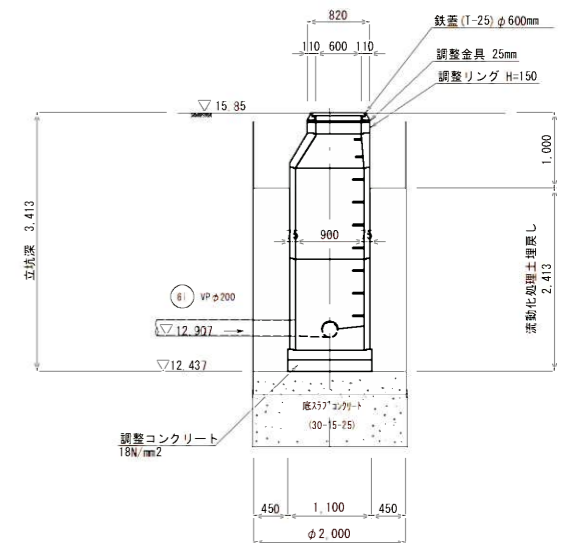 820
鉄蓋(T-25)φ600mm
110 600 110
調整金具 25mm
調整リング H=150
15.85
1,000
立坑深 3,413
75 900 75
流動化処理土埋戻し
2,413
VPφ200
12.907
12,437
底スラブコンクリート
(30-15-25)
調整コンクリート
18N/mm2
450 1,100 450
φ2,000